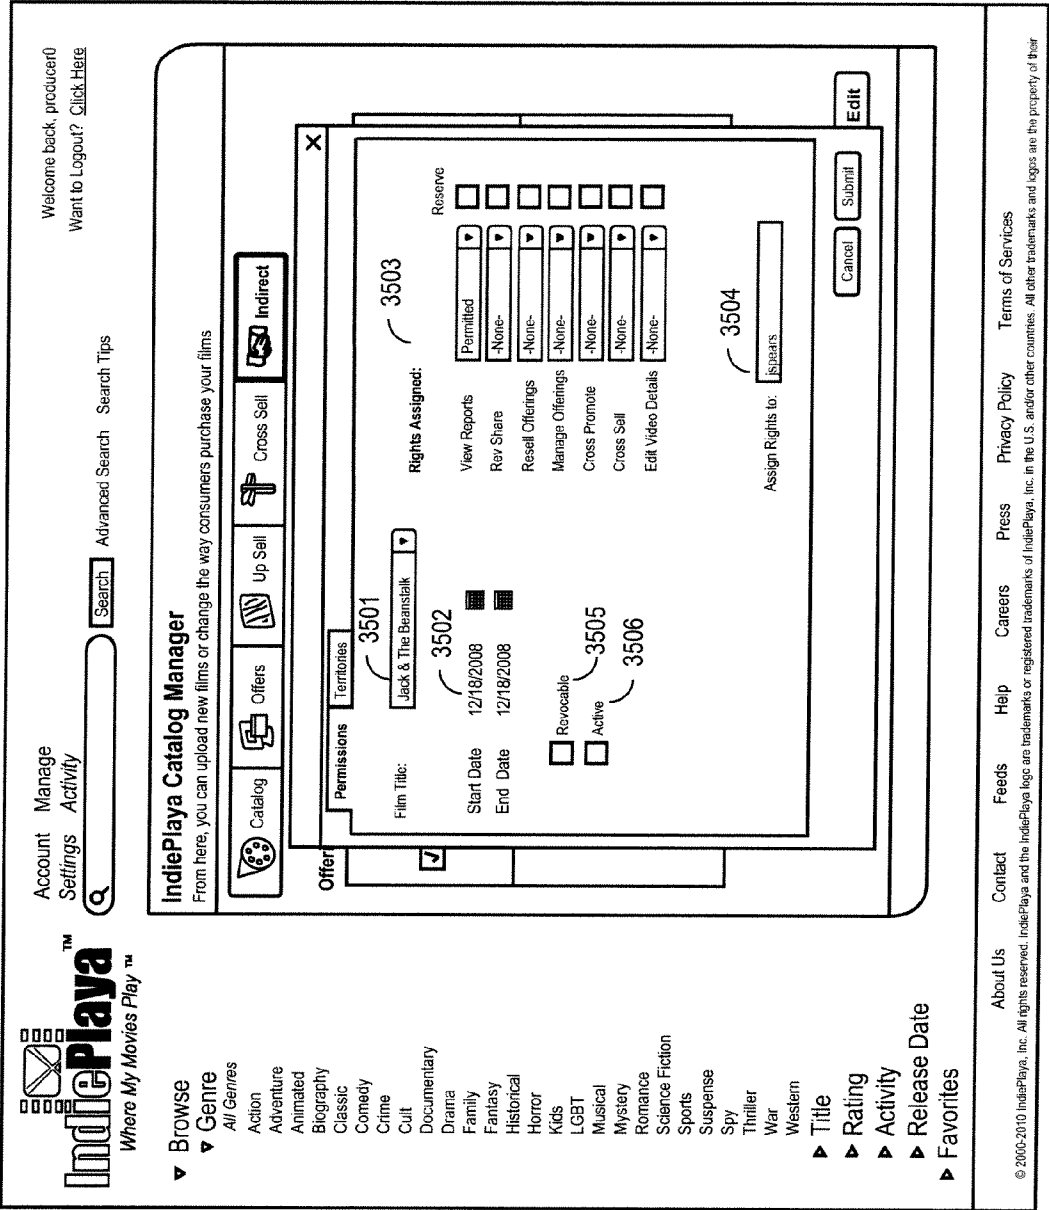 IndiePlaya™
Where My Movies Play ™
Account Settings
Manage Activity
Welcome back, producer0
Want to Logout? Click Here
Search
Advanced Search
Search Tips
Browse
Genre
All Genres
Action
Adventure
Animated
Biography
Classic
Comedy
Crime
Cult
Documentary
Drama
Family
Fantasy
Historical
Horror
Kids
LGBT
Musical
Mystery
Romance
Science Fiction
Sports
Suspense
Spy
Thriller
War
Western
Title
Rating
Activity
Release Date
Favorites
IndiePlaya Catalog Manager
From here, you can upload new films or change the way consumers purchase your films
Catalog
Offers
Up Sell
Cross Sell
Indirect
Offeri
X
Permissions
Territories
Film Title:
Jack & The Beanstalk
3501
3502
Start Date 12/18/2008
End Date 12/18/2008
Revocable
3505
Active
3506
3503
Rights Assigned:
Reserve
View Reports Permitted
Rev Share -None-
Resell Offerings -None-
Manage Offerings -None-
Cross Promote -None-
Cross Sell -None-
Edit Video Details -None-
3504
Assign Rights to: jspears
Cancel
Submit
Edit
About Us
Contact
Feeds
Help
Careers
Press
Privacy Policy
Terms of Services
© 2000-2010 IndiePlaya, Inc. All rights reserved. IndiePlaya and the IndiePlaya logo are trademarks or registered trademarks of IndiePlaya, Inc. in the U.S. and/or other countries. All other trademarks and logos are the property of their